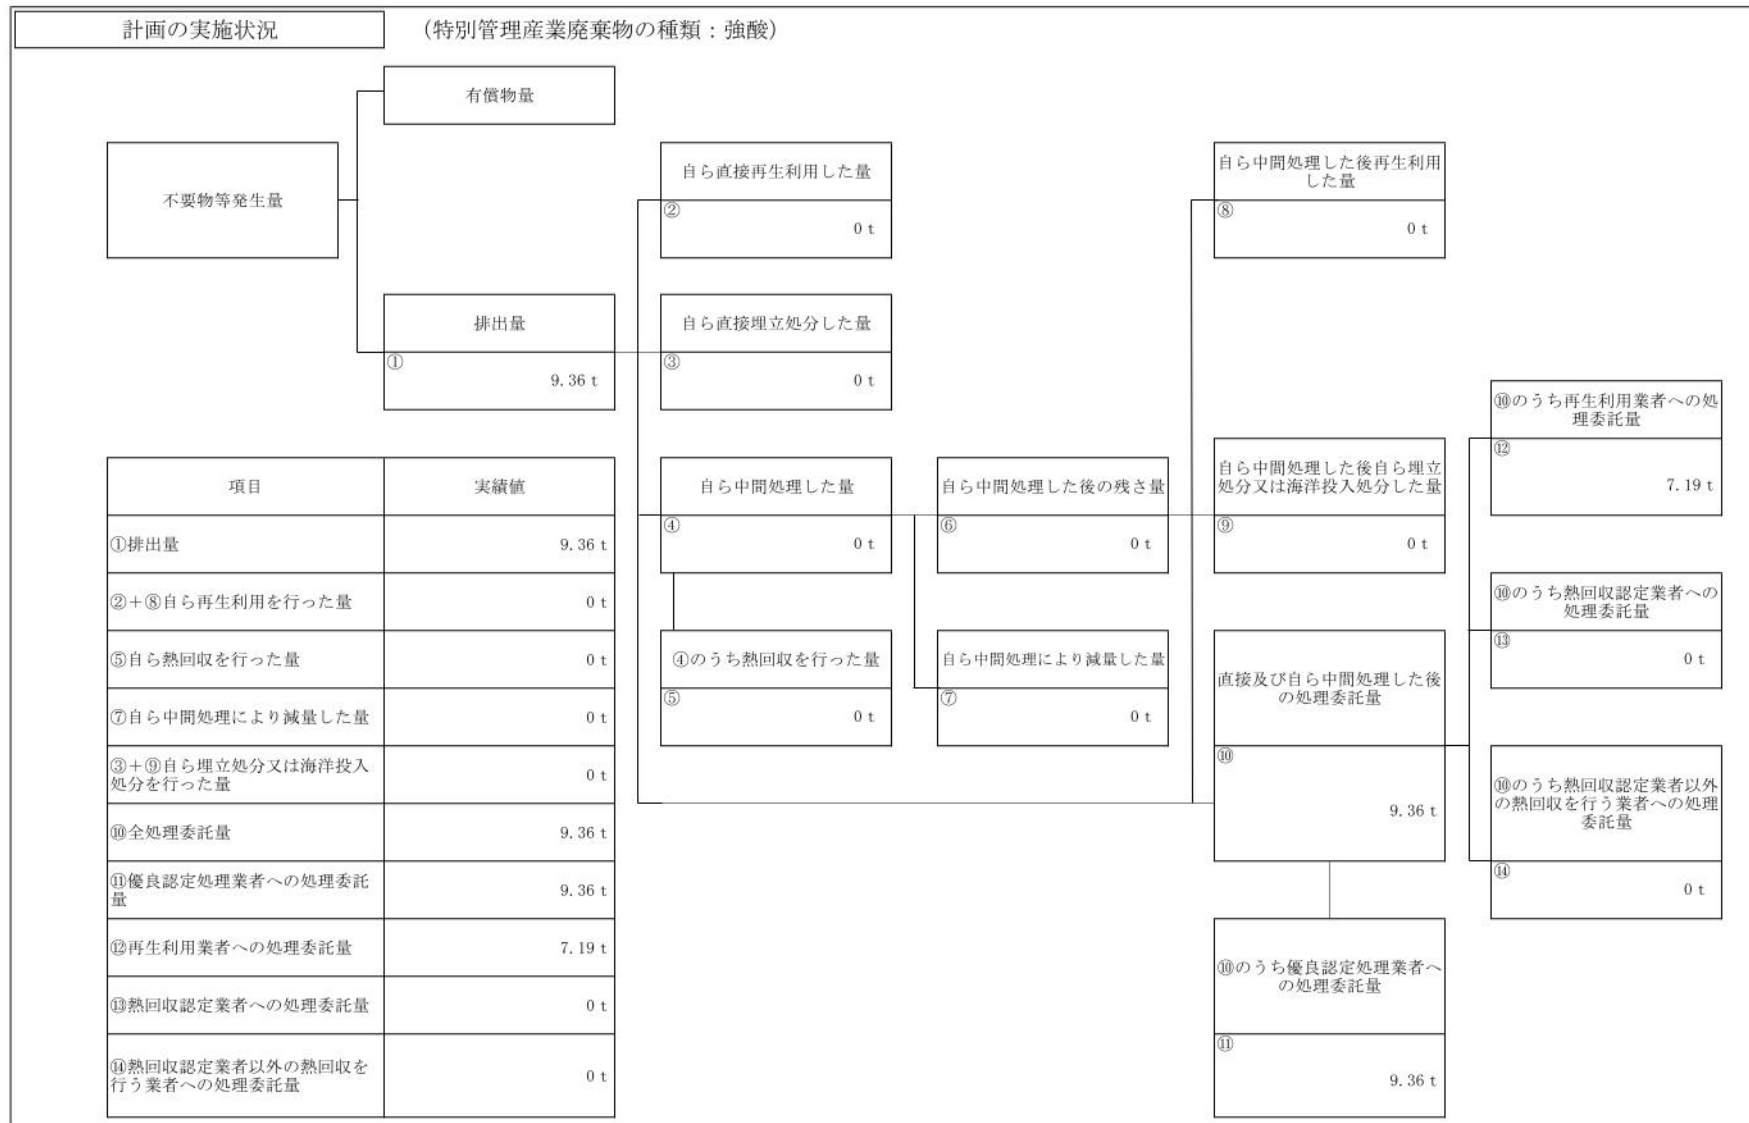 計画の実施状況
（特別管理産業廃棄物の種類：強酸）
有償物量
不要物等発生量
排出量
①
9.36 t
自ら直接再生利用した量
②
0 t
自ら直接埋立処分した量
③
0 t
自ら中間処理した後再生利用
した量
⑧
0 t
項目
実績値
①排出量
9.36 t
②＋⑧自ら再生利用を行った量
0 t
⑤自ら熱回収を行った量
0 t
⑦自ら中間処理により減量した量
0 t
③＋⑨自ら埋立処分又は海洋投入
処分を行った量
0 t
⑩全処理委託量
9.36 t
⑪優良認定処理業者への処理委託
量
9.36 t
⑫再生利用業者への処理委託量
7.19 t
⑬熱回収認定業者への処理委託量
0 t
⑭熱回収認定業者以外の熱回収を
行う業者への処理委託量
0 t
自ら中間処理した量
④
0 t
④のうち熱回収を行った量
⑤
0 t
自ら中間処理した後の残さ量
⑥
0 t
自ら中間処理により減量した量
⑦
0 t
自ら中間処理した後自ら埋立
処分又は海洋投入処分した量
⑨
0 t
直接及び自ら中間処理した後
の処理委託量
⑩
9.36 t
⑩のうち優良認定処理業者へ
の処理委託量
⑪
9.36 t
⑩のうち再生利用業者への処
理委託量
⑫
7.19 t
⑩のうち熱回収認定業者への
処理委託量
⑬
0 t
⑩のうち熱回収認定業者以外
の熱回収を行う業者への処理
委託量
⑭
0 t